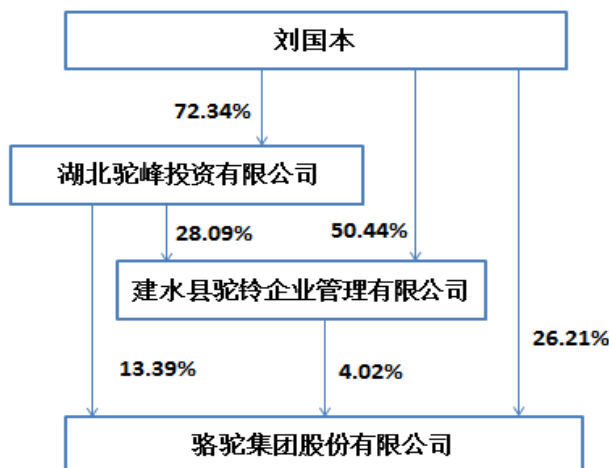 刘国本
72.34%
湖北驼峰投资有限公司
28.09%
50.44%
建水县驼铃企业管理有限公司
26.21%
13.39%
4.02%
骆驼集团股份有限公司